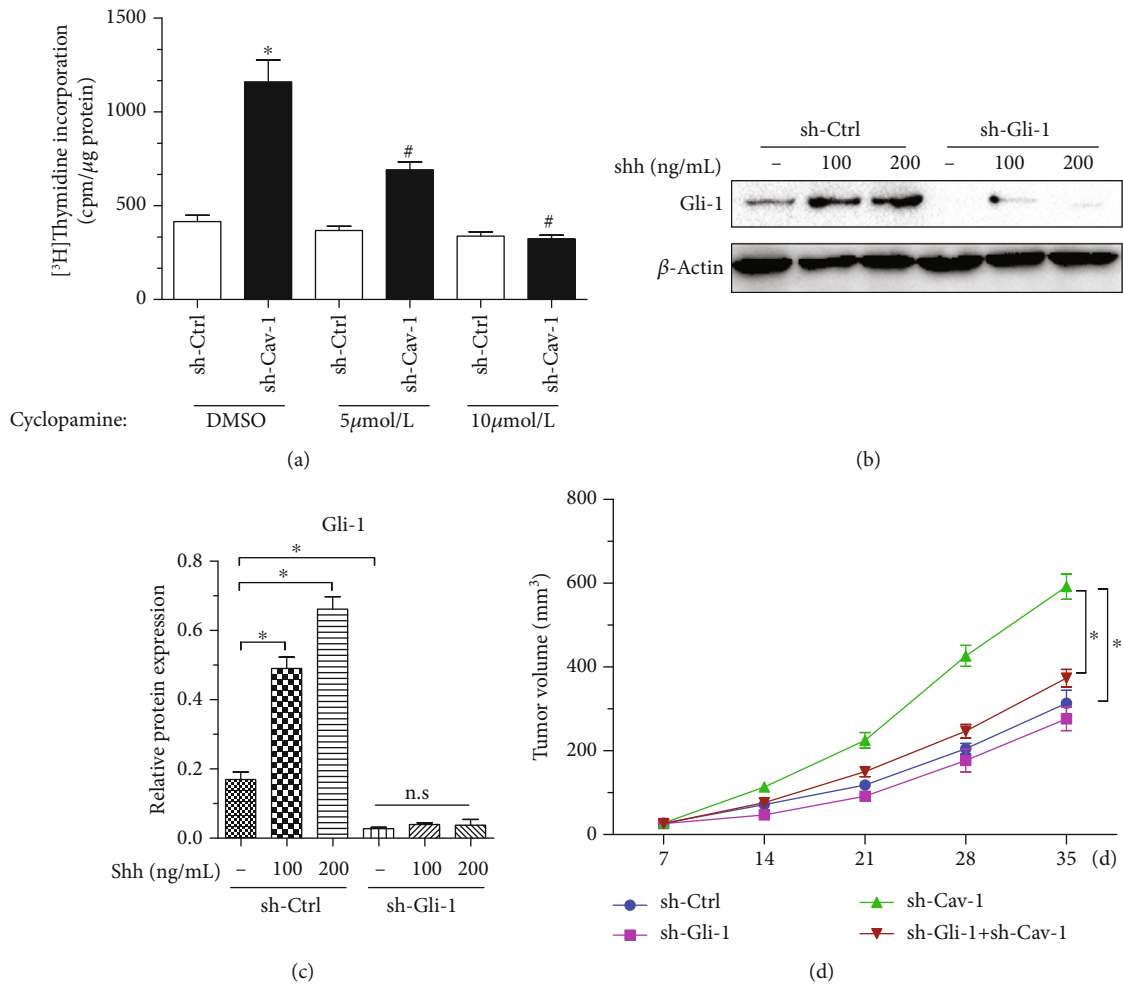 1500
1000
500
0
[³H]Thymidine incorporation
(cpm/μg protein)
*
#
#
sh-Ctrl
sh-Cav-1
sh-Ctrl
sh-Cav-1
sh-Ctrl
sh-Cav-1
Cyclopamine: DMSO 5μmol/L 10μmol/L
(a)
sh-Ctrl sh-Gli-1
shh (ng/mL) – 100 200 – 100 200
Gli-1
β-Actin
(b)
Gli-1
0.8
0.6
0.4
0.2
0.0
Relative protein expression
*
*
*
n.s
Shh (ng/mL) – 100 200 – 100 200
sh-Ctrl sh-Gli-1
(c)
800
600
400
200
0
Tumor volume (mm³)
*
*
7 14 21 28 35 (d)
sh-Ctrl sh-Cav-1
sh-Gli-1 sh-Gli-1+sh-Cav-1
(d)